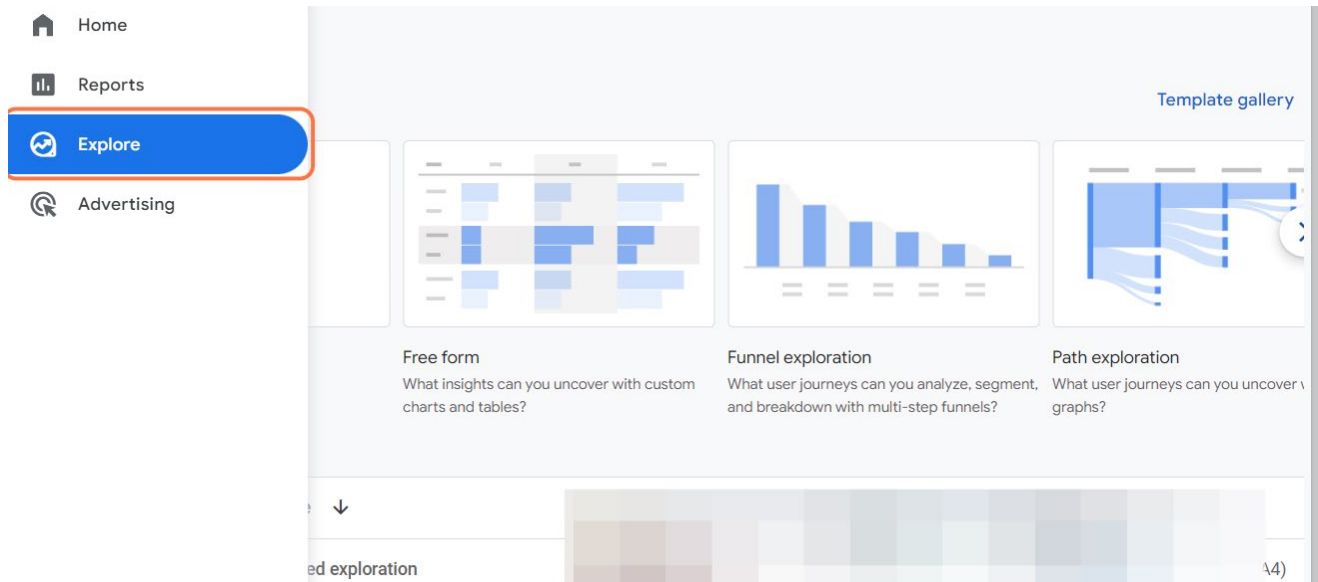 Home
Reports
Template gallery
Explore
Advertising
Free form
What insights can you uncover with custom
charts and tables?
Funnel exploration
What user journeys can you analyze, segment,
and breakdown with multi-step funnels?
Path exploration
What user journeys can you uncover
graphs?
ed exploration
A4)